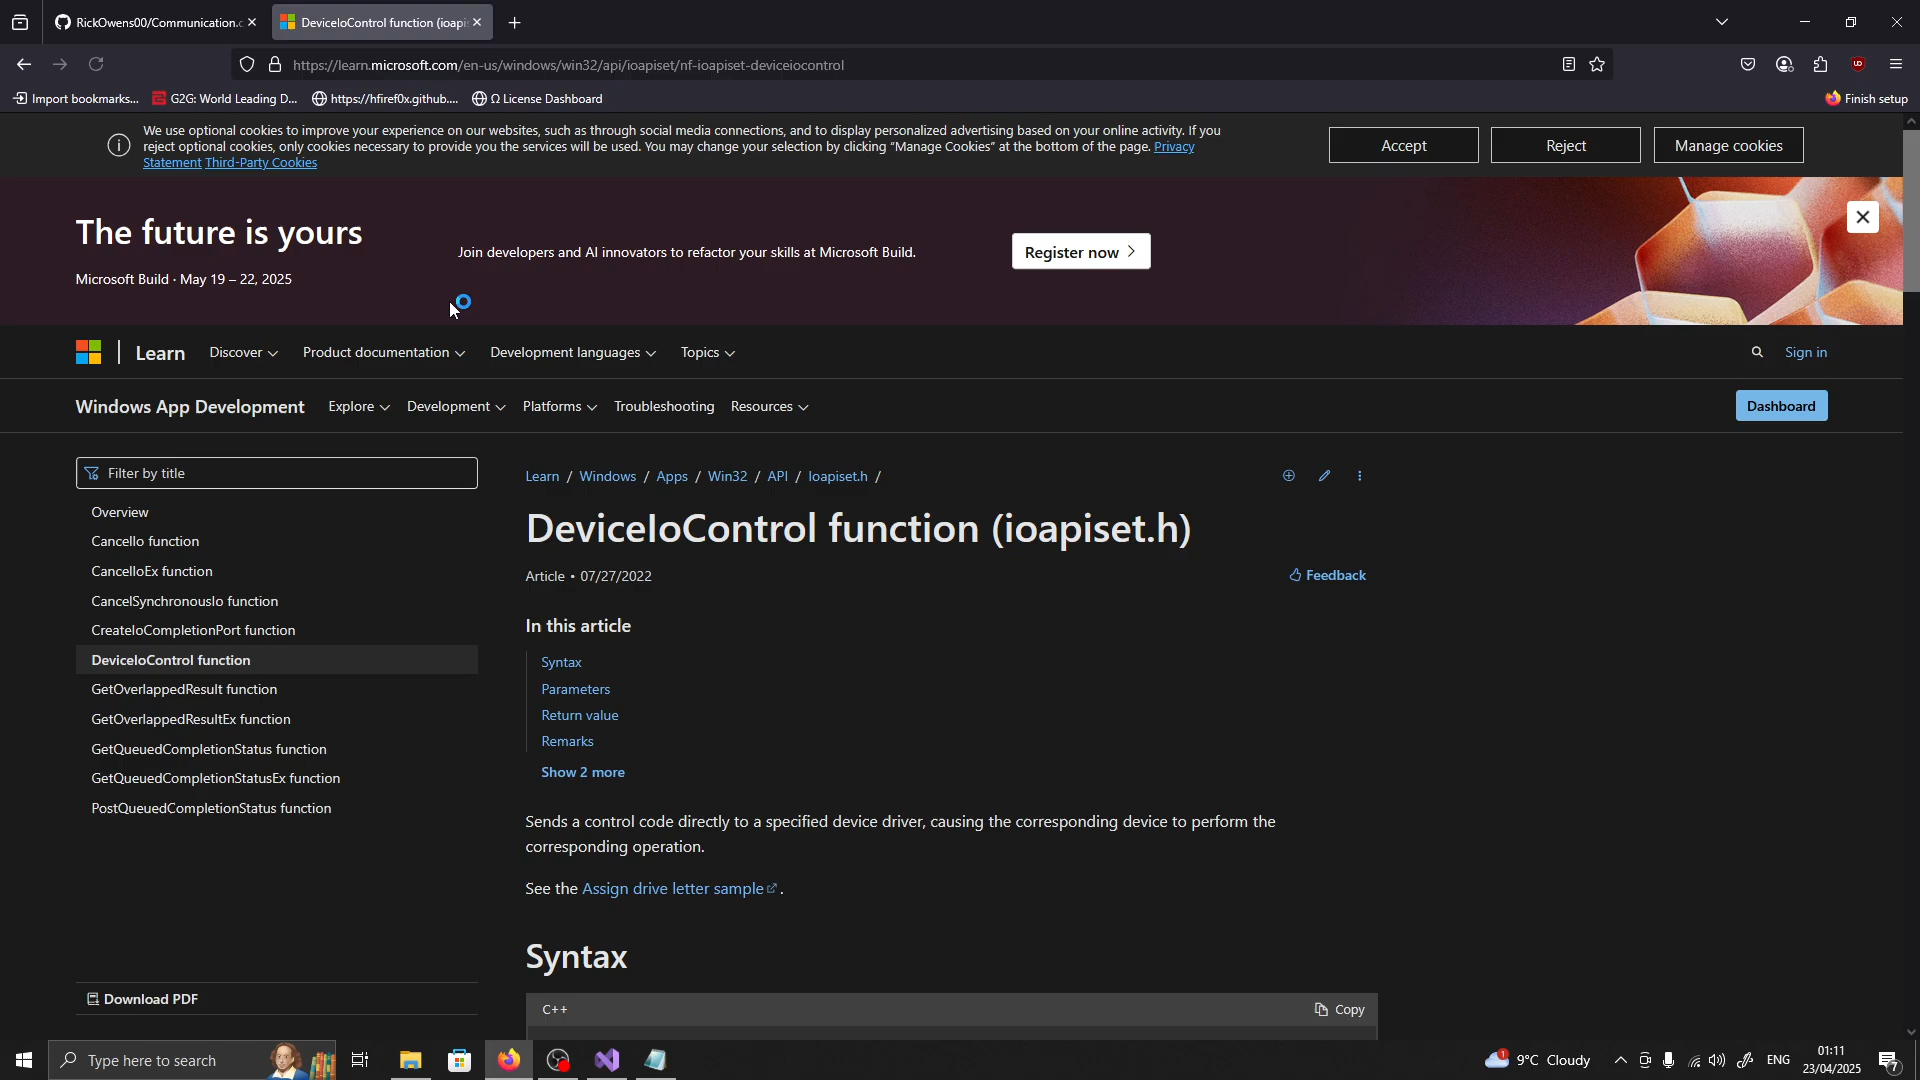 RickOwens00/Communication.c
DeviceIoControl function (ioapis
https://learn.microsoft.com/en-us/windows/win32/api/ioapiset/nf-ioapiset-deviceiocontrol
Import bookmarks...
G2G: World Leading D...
https://hfiref0x.github....
Ω License Dashboard
Finish setup
We use optional cookies to improve your experience on our websites, such as through social media connections, and to display personalized advertising based on your online activity. If you
reject optional cookies, only cookies necessary to provide you the services will be used. You may change your selection by clicking “Manage Cookies” at the bottom of the page. Privacy
Statement Third-Party Cookies
Accept
Reject
Manage cookies
The future is yours
Microsoft Build · May 19 – 22, 2025
Join developers and AI innovators to refactor your skills at Microsoft Build.
Register now
Learn
Discover
Product documentation
Development languages
Topics
Sign in
Windows App Development
Explore
Development
Platforms
Troubleshooting
Resources
Dashboard
Filter by title
Overview
CancelIo function
CancelIoEx function
CancelSynchronousIo function
CreateIoCompletionPort function
DeviceIoControl function
GetOverlappedResult function
GetOverlappedResultEx function
GetQueuedCompletionStatus function
GetQueuedCompletionStatusEx function
PostQueuedCompletionStatus function
Download PDF
Learn / Windows / Apps / Win32 / API / Ioapiset.h /
DeviceIoControl function (ioapiset.h)
Article • 07/27/2022
Feedback
In this article
Syntax
Parameters
Return value
Remarks
Show 2 more
Sends a control code directly to a specified device driver, causing the corresponding device to perform the
corresponding operation.
See the Assign drive letter sample .
Syntax
C++
Copy
Type here to search
1
9°C Cloudy
ENG
01:11
23/04/2025
7